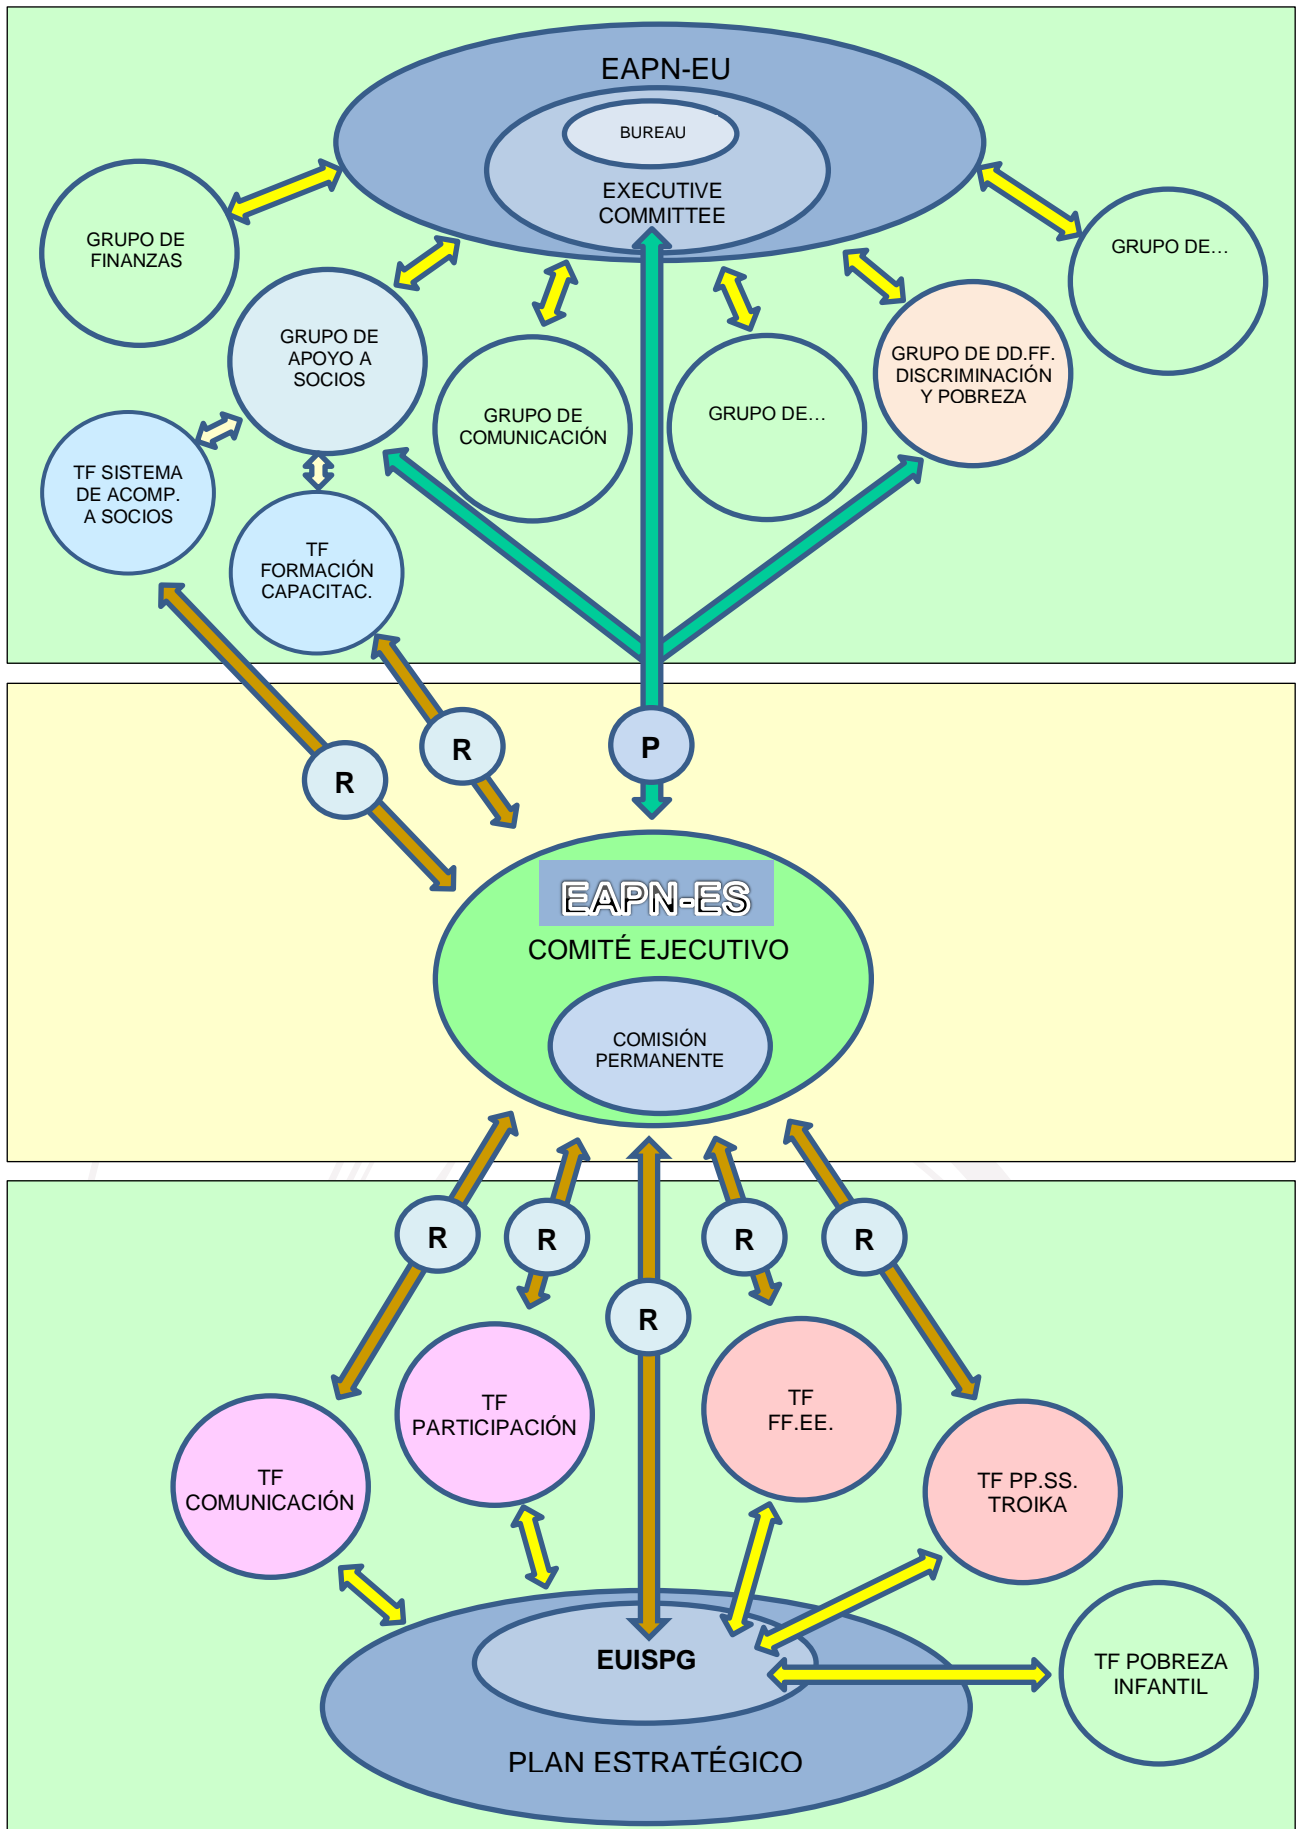 EAPN-EU
BUREAU
EXECUTIVE
COMMITTEE
GRUPO DE
FINANZAS
GRUPO DE…
GRUPO DE
APOYO A
SOCIOS
GRUPO DE DD.FF.
DISCRIMINACIÓN
Y POBREZA
GRUPO DE
COMUNICACIÓN
GRUPO DE…
TF SISTEMA
DE ACOMP.
A SOCIOS
TF
FORMACIÓN
CAPACITAC.
R
R
P
EAPN-ES
COMITÉ EJECUTIVO
COMISIÓN
PERMANENTE
R
R
R
R
R
TF
COMUNICACIÓN
TF
PARTICIPACIÓN
TF
FF.EE.
TF PP.SS.
TROIKA
EUISPG
TF POBREZA
INFANTIL
PLAN ESTRATÉGICO